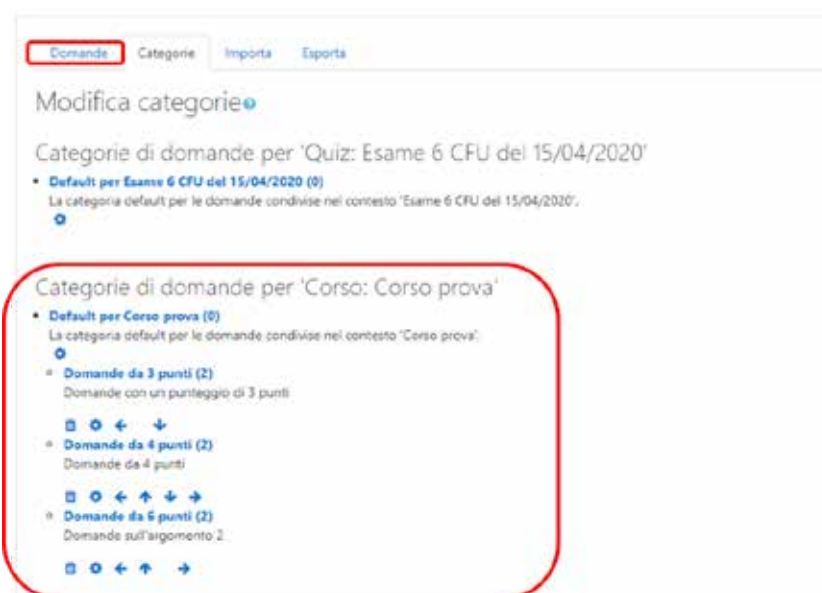 Domande Categorie Importa Esporta
Modifica categorie
Categorie di domande per 'Quiz: Esame 6 CFU del 15/04/2020'
Default per Esame 6 CFU del 15/04/2020 (0)
La categoria default per le domande condivise nel contesto 'Esame 6 CFU del 15/04/2020'.
Categorie di domande per 'Corso: Corso prova'
Default per Corso prova (0)
La categoria default per le domande condivise nel contesto 'Corso prova'.
Domande da 3 punti (2)
Domande con un punteggio di 3 punti
Domande da 4 punti (2)
Domande da 4 punti
Domande da 6 punti (2)
Domande sull'argomento 2